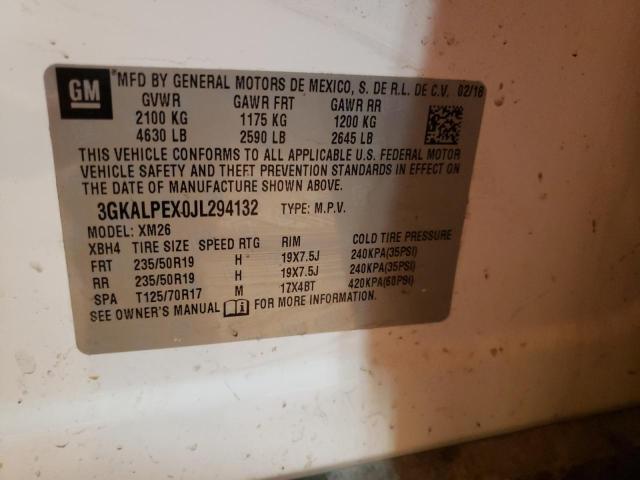 GM *MFD BY GENERAL MOTORS DE MEXICO, S. DE R.L. DE C.V. 02/18
GVWR GAWR FRT GAWR RR
2100 KG 1175 KG 1200 KG
4630 LB 2590 LB 2645 LB
THIS VEHICLE CONFORMS TO ALL APPLICABLE U.S. FEDERAL MOTOR
VEHICLE SAFETY AND THEFT PREVENTION STANDARDS IN EFFECT ON
THE DATE OF MANUFACTURE SHOWN ABOVE.
3GKALPEX0JL294132 TYPE: M.P.V.
MODEL: XM26
XBH4 TIRE SIZE SPEED RTG RIM COLD TIRE PRESSURE
FRT 235/50R19 H 19X7.5J 240KPA(35PSI)
RR 235/50R19 H 19X7.5J 240KPA(35PSI)
SPA T125/70R17 M 17X4BT 420KPA(60PSI)
SEE OWNER'S MANUAL FOR MORE INFORMATION.